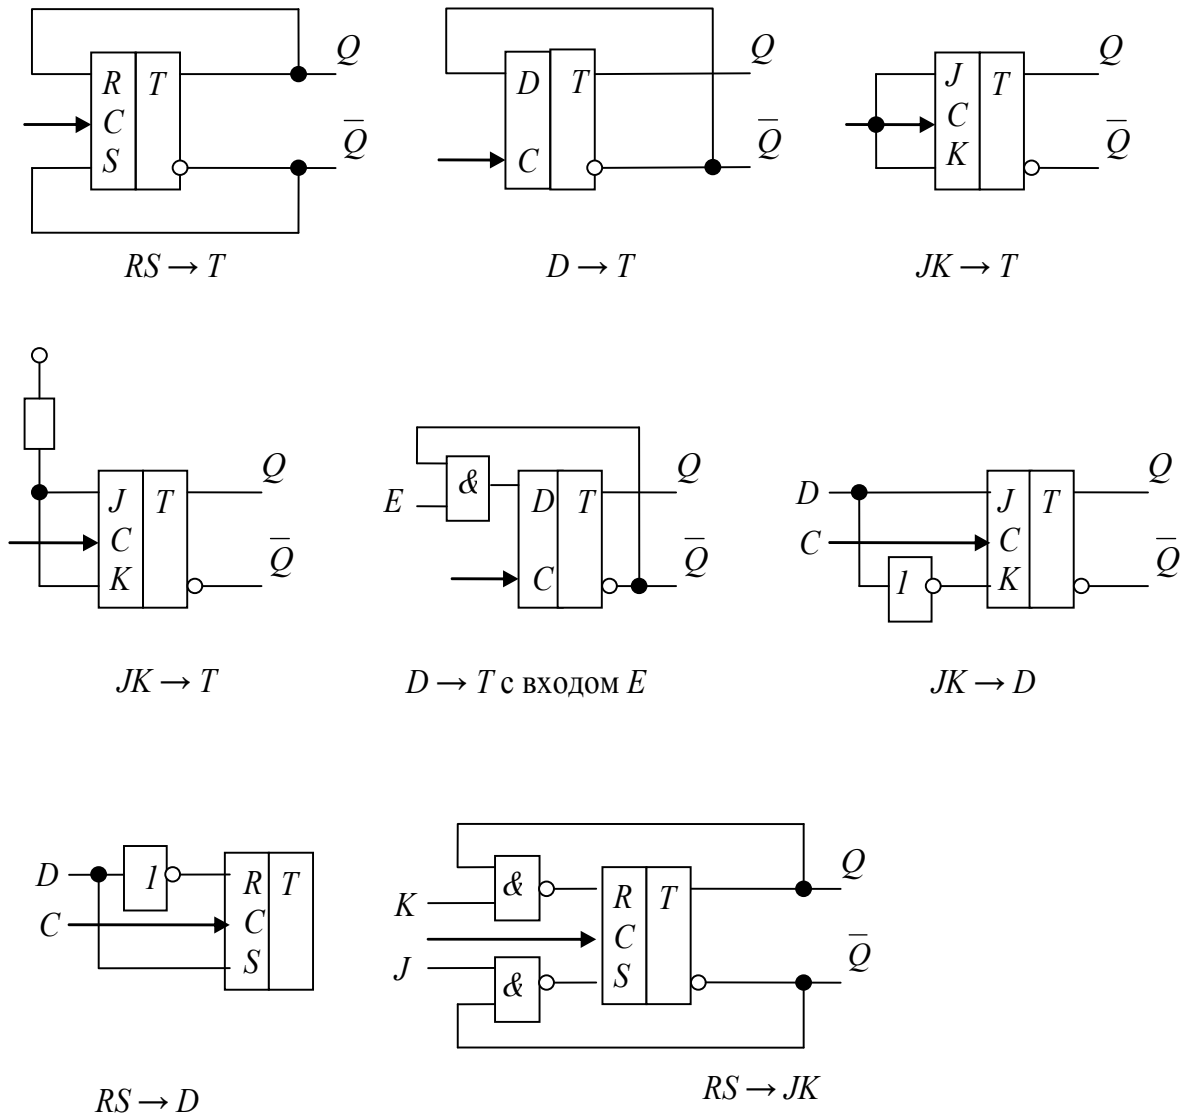 Q
R T
C
S
Q̅
RS → T
Q
D T
C
Q̅
D → T
Q
J T
C
K
Q̅
JK → T
Q
J T
C
K
Q̅
JK → T
Q
&
E
D T
C
Q̅
D → T с входом E
Q
D
J T
C
C
K
1
Q̅
JK → D
D
1
R T
C
C
S
RS → D
Q
&
K
R T
C
J
S
&
Q̅
RS → JK